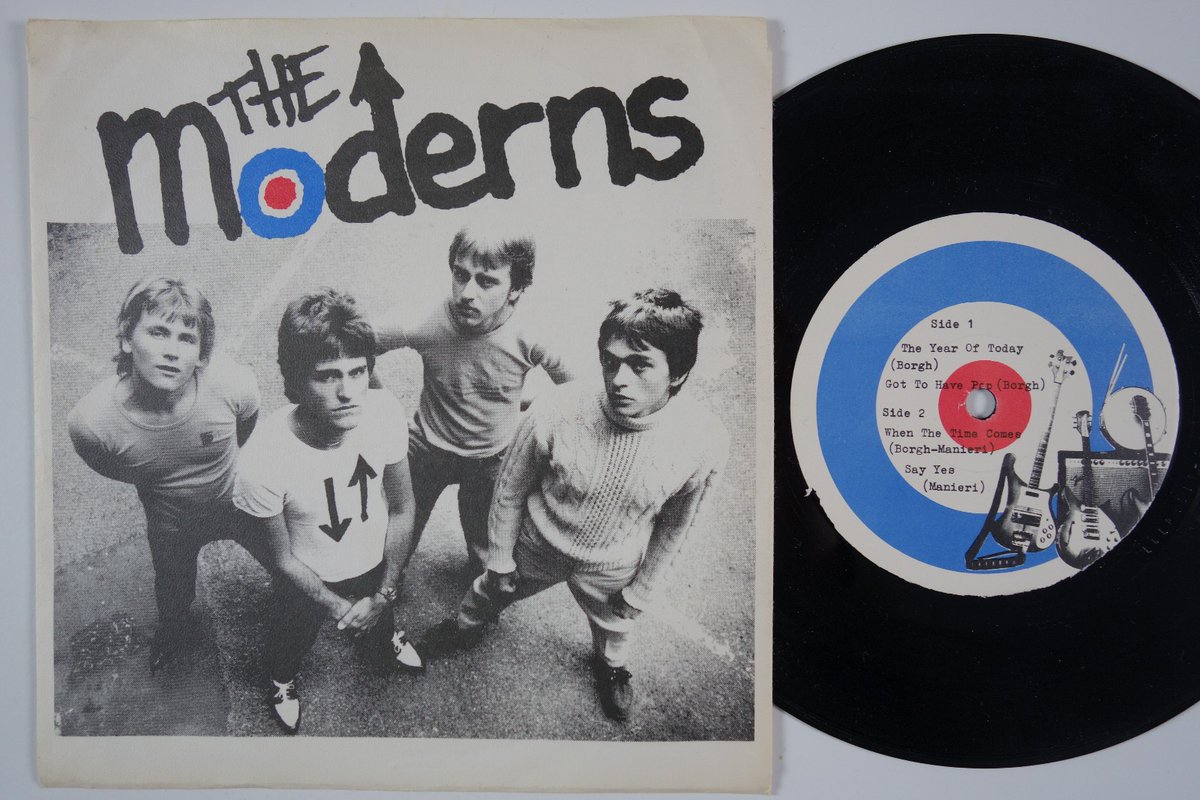 THE
moderns
Side 1
The Year Of Today
(Borgh)
Got To Have Pop (Borgh)
Side 2
When The Time Comes
(Borgh-Manieri)
Say Yes
(Manieri)